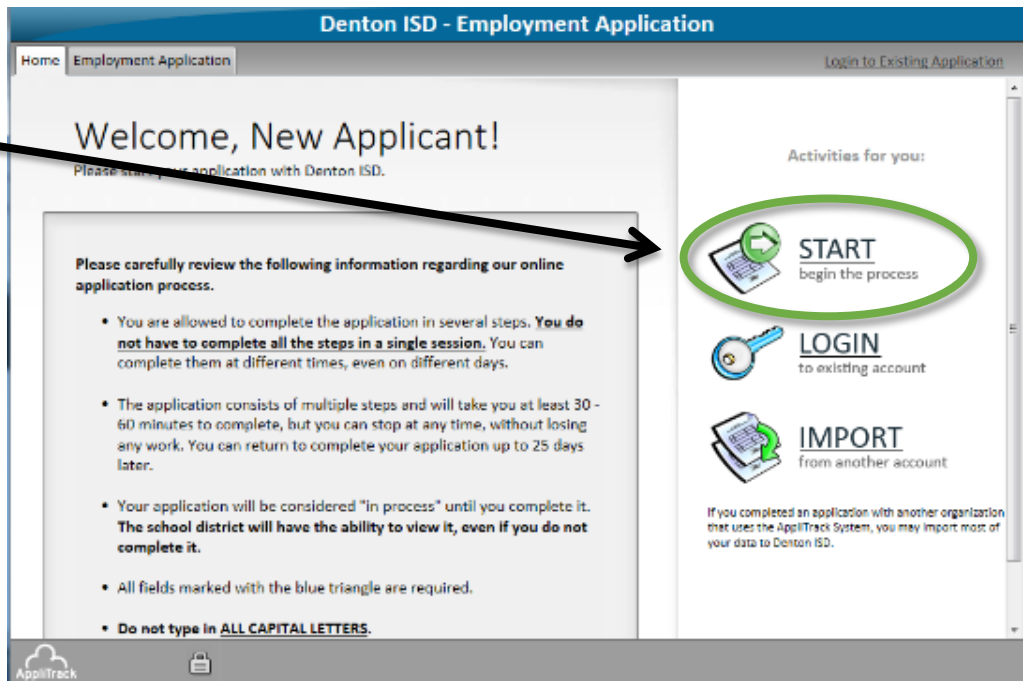 Denton ISD - Employment Application
Home
Employment Application
Login to Existing Application
Welcome, New Applicant!
Please start your application with Denton ISD.
Please carefully review the following information regarding our online
application process.
• You are allowed to complete the application in several steps. You do
not have to complete all the steps in a single session. You can
complete them at different times, even on different days.
• The application consists of multiple steps and will take you at least 30 -
60 minutes to complete, but you can stop at any time, without losing
any work. You can return to complete your application up to 25 days
later.
• Your application will be considered "in process" until you complete it.
The school district will have the ability to view it, even if you do not
complete it.
• All fields marked with the blue triangle are required.
• Do not type in ALL CAPITAL LETTERS.
Activities for you:
START
begin the process
LOGIN
to existing account
IMPORT
from another account
If you completed an application with another organization
that uses the AppliTrack System, you may import most of
your data to Denton ISD.
AppliTrack